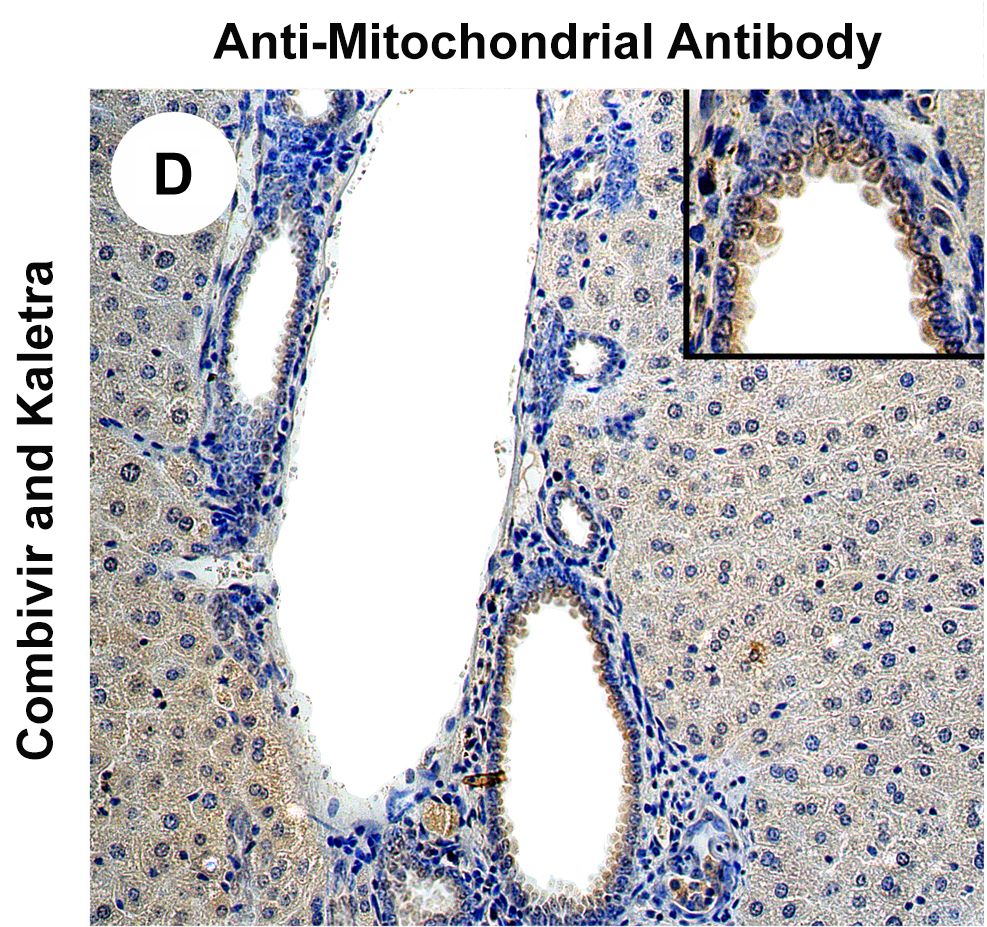 Anti-Mitochondrial Antibody
D
Combivir and Kaletra